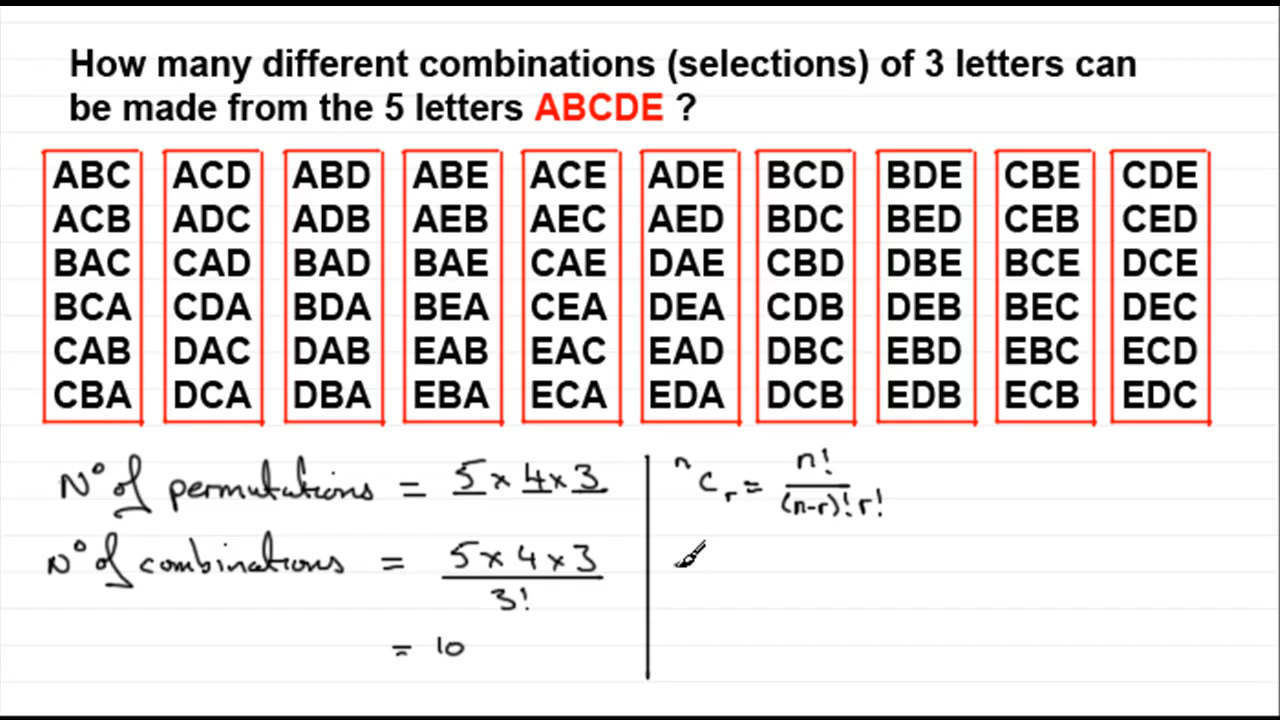 How many different combinations (selections) of 3 letters can
be made from the 5 letters ABCDE ?
ABC ACD ABD ABE ACE ADE BCD BDE CBE CDE
ACB ADC ADB AEB AEC AED BDC BED CEB CED
BAC CAD BAD BAE CAE DAE CBD DBE BCE DCE
BCA CDA BDA BEA CEA DEA CDB DEB BEC DEC
CAB DAC DAB EAB EAC EAD DBC EBD EBC ECD
CBA DCA DBA EBA ECA EDA DCB EDB ECB EDC
Nº of permutations = 5 × 4 × 3
Nº of combinations = 5 × 4 × 3
3!
= 10
ⁿCᵣ = n!
(n-r)! r!